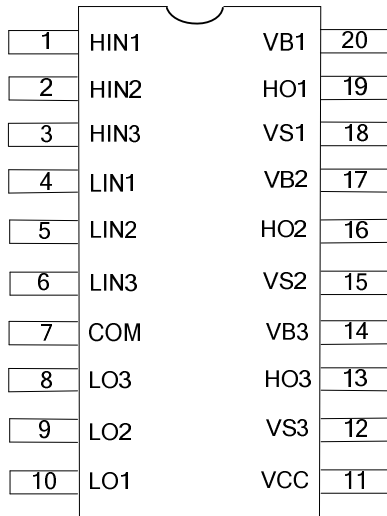 1 HIN1 VB1 20
2 HIN2 HO1 19
3 HIN3 VS1 18
4 LIN1 VB2 17
5 LIN2 HO2 16
6 LIN3 VS2 15
7 COM VB3 14
8 LO3 HO3 13
9 LO2 VS3 12
10 LO1 VCC 11